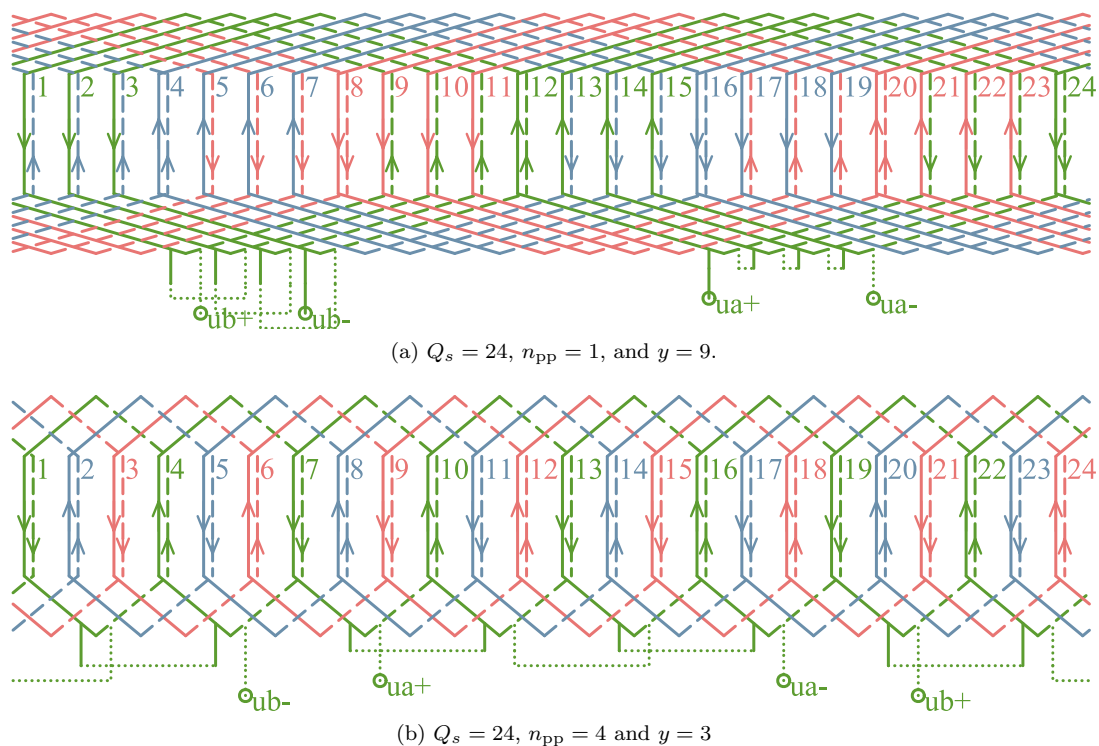 1 2 3 4 5 6 7 8 9 10 11 12 13 14 15 16 17 18 19 20 21 22 23 24
ub+ ub- ua+ ua-
(a) Q_s = 24, n_pp = 1, and y = 9.
1 2 3 4 5 6 7 8 9 10 11 12 13 14 15 16 17 18 19 20 21 22 23 24
ub- ua+ ua- ub+
(b) Q_s = 24, n_pp = 4 and y = 3